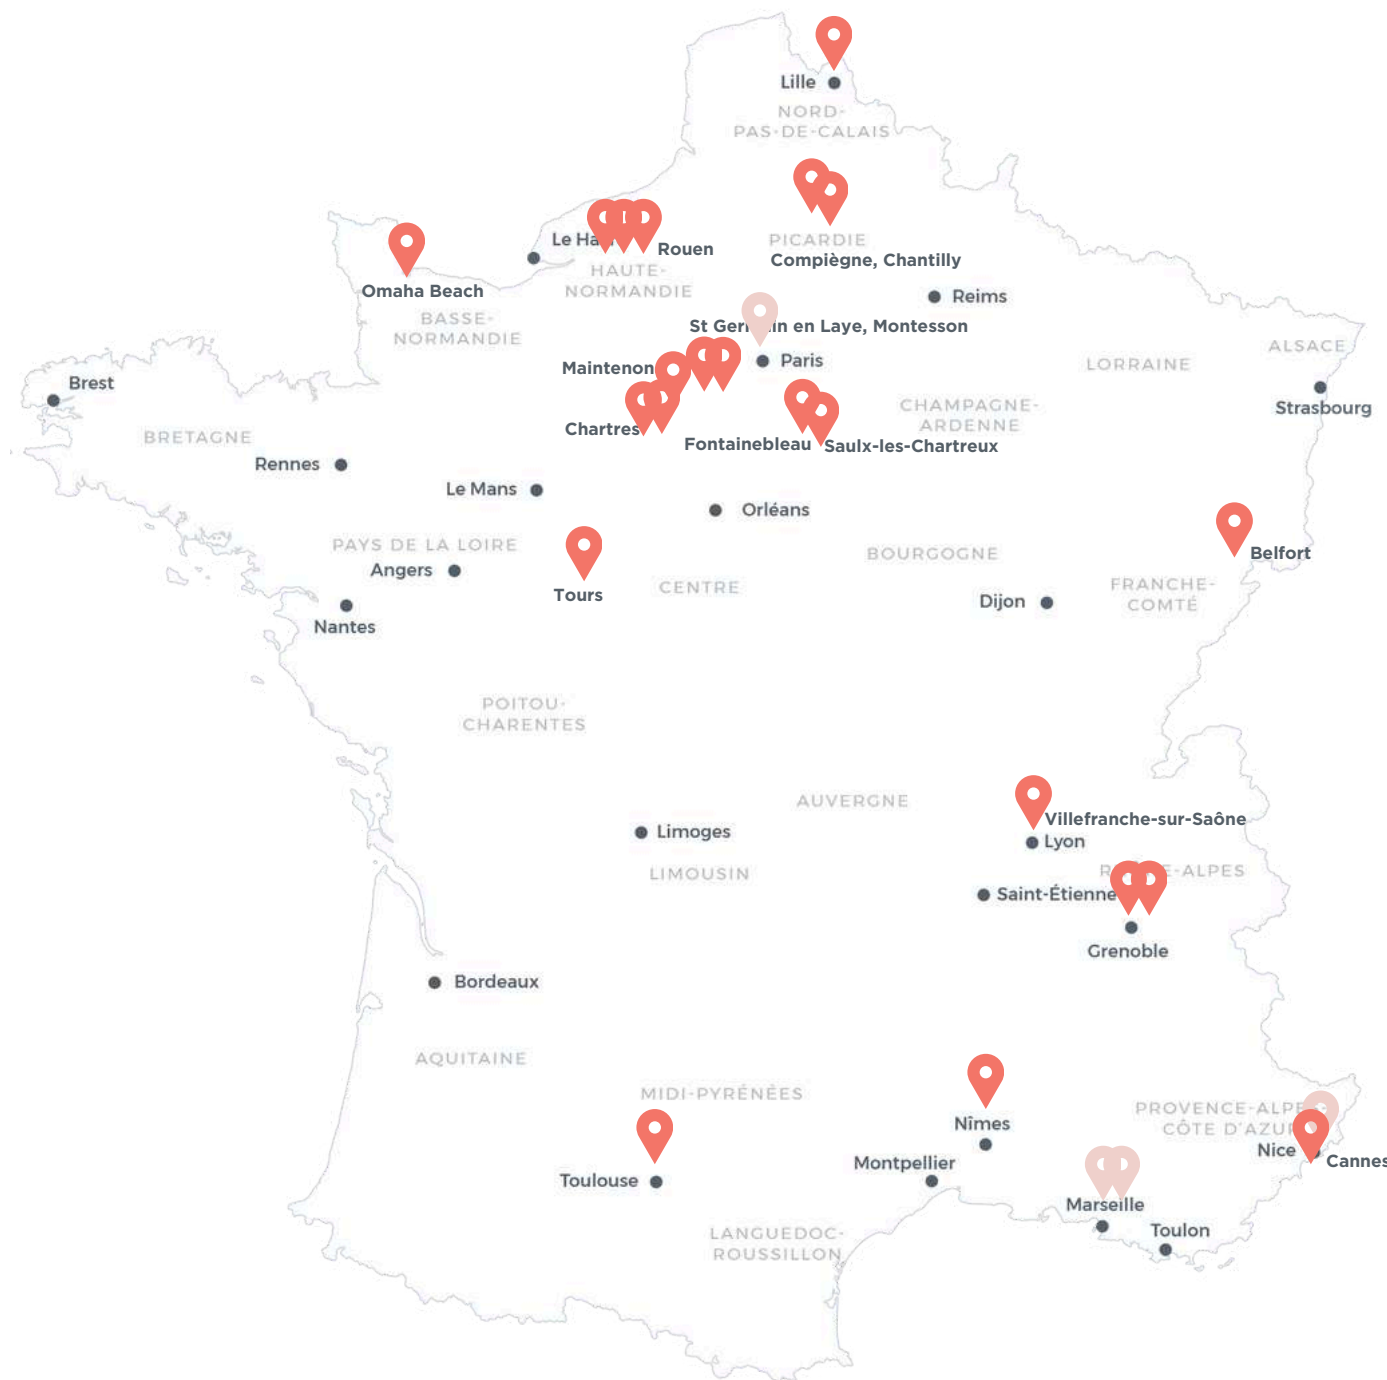 Lille
NORD-
PAS-DE-CALAIS
PICARDIE
Compiègne, Chantilly
Le Ha
Rouen
HAUTE-
NORMANDIE
Omaha Beach
BASSE-
NORMANDIE
Reims
St Germain en Laye, Montesson
Paris
Maintenon
LORRAINE
ALSACE
Strasbourg
Brest
BRETAGNE
CHAMPAGNE-
ARDENNE
Chartres
Fontainebleau
Saulx-les-Chartreux
Rennes
Le Mans
Orléans
PAYS DE LA LOIRE
Angers
Tours
CENTRE
BOURGOGNE
Belfort
FRANCHE-
COMTÉ
Dijon
Nantes
POITOU-
CHARENTES
AUVERGNE
Villefranche-sur-Saône
Lyon
Limoges
LIMOUSIN
RHÔNE-ALPES
Saint-Étienne
Grenoble
Bordeaux
AQUITAINE
MIDI-PYRÉNÉES
Nîmes
PROVENCE-ALPES-
CÔTE D'AZUR
Nice
Cannes
Toulouse
Montpellier
Marseille
Toulon
LANGUEDOC-
ROUSSILLON